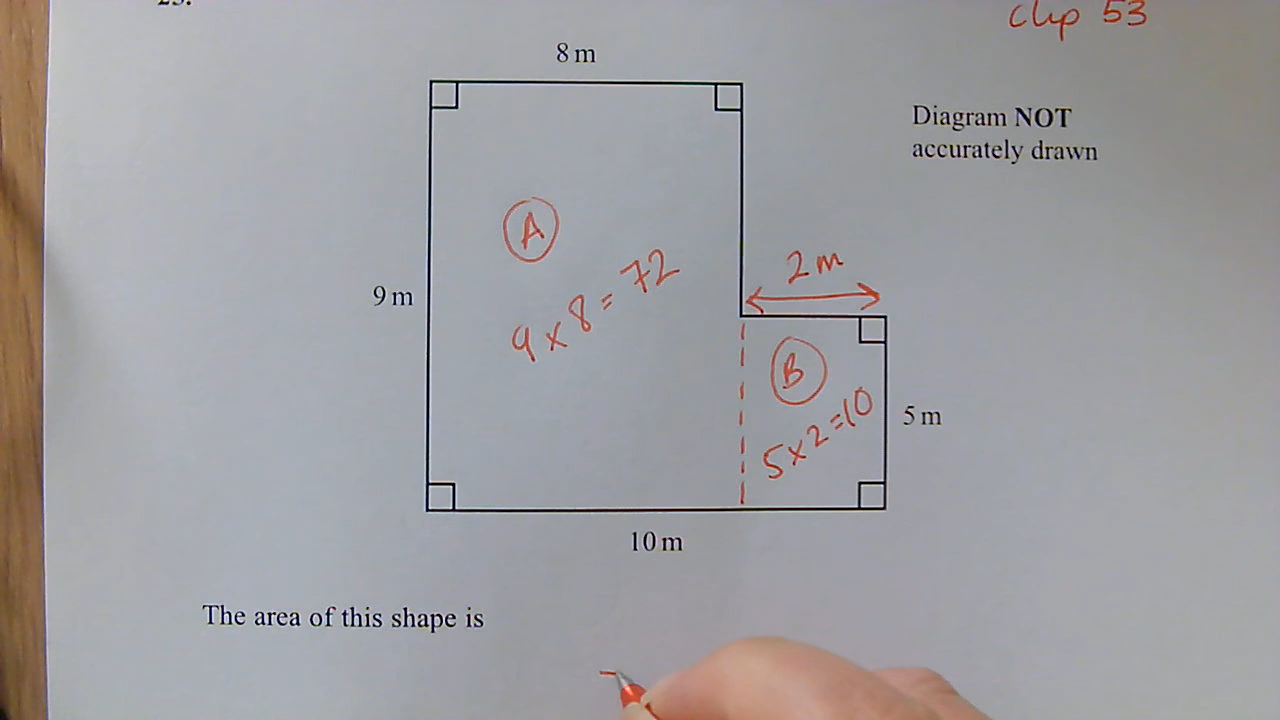 clip 53
8 m
Diagram NOT
accurately drawn
A
9 x 8 = 72
2 m
9 m
B
5 x 2 = 10
5 m
10 m
The area of this shape is